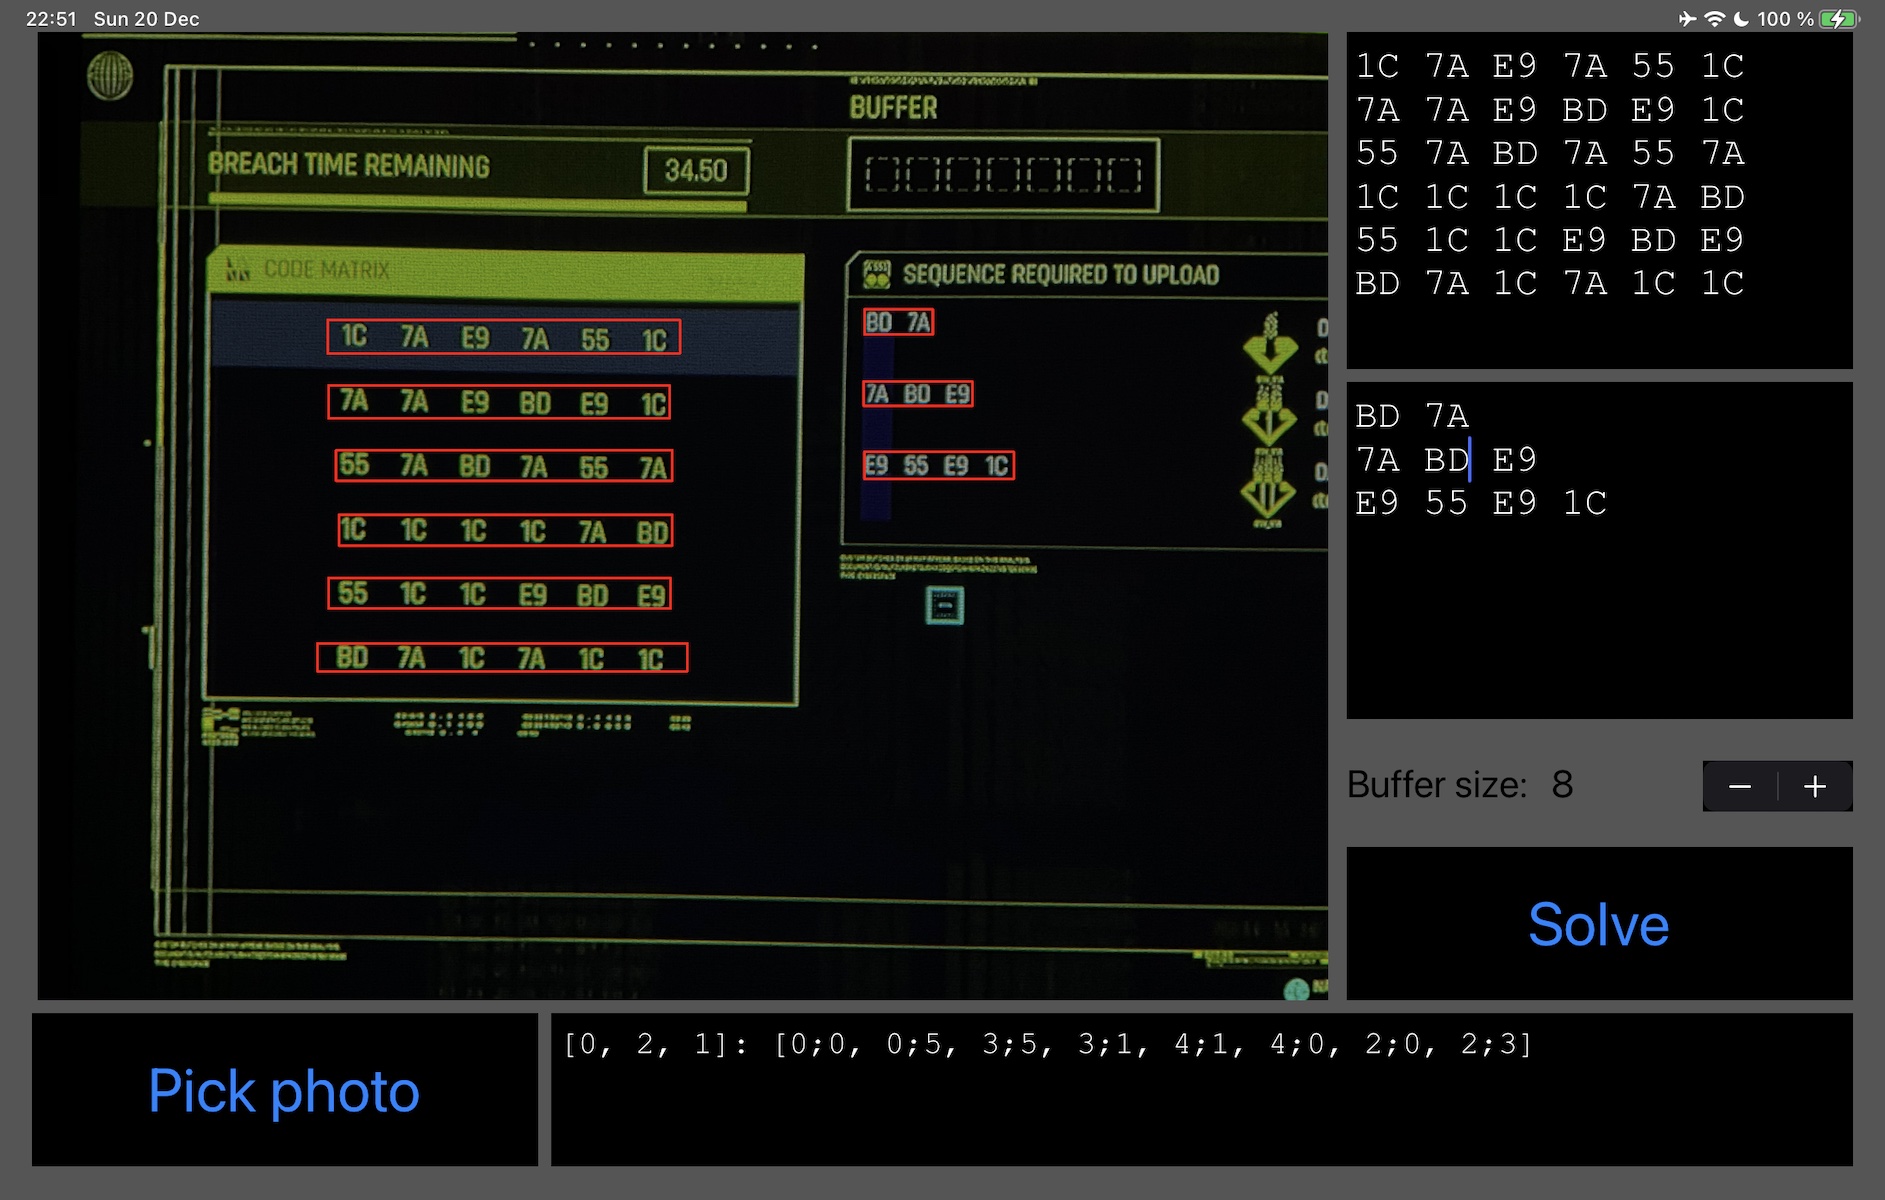 22:51 Sun 20 Dec
100 %
BUFFER
BREACH TIME REMAINING
34.50
CODE MATRIX
1C 7A E9 7A 55 1C
7A 7A E9 BD E9 1C
55 7A BD 7A 55 7A
1C 1C 1C 1C 7A BD
55 1C 1C E9 BD E9
BD 7A 1C 7A 1C 1C
SEQUENCE REQUIRED TO UPLOAD
BD 7A
7A BD E9
E9 55 E9 1C
1C 7A E9 7A 55 1C
7A 7A E9 BD E9 1C
55 7A BD 7A 55 7A
1C 1C 1C 1C 7A BD
55 1C 1C E9 BD E9
BD 7A 1C 7A 1C 1C
BD 7A
7A BD E9
E9 55 E9 1C
Buffer size: 8
− +
Solve
Pick photo
[0, 2, 1]: [0;0, 0;5, 3;5, 3;1, 4;1, 4;0, 2;0, 2;3]